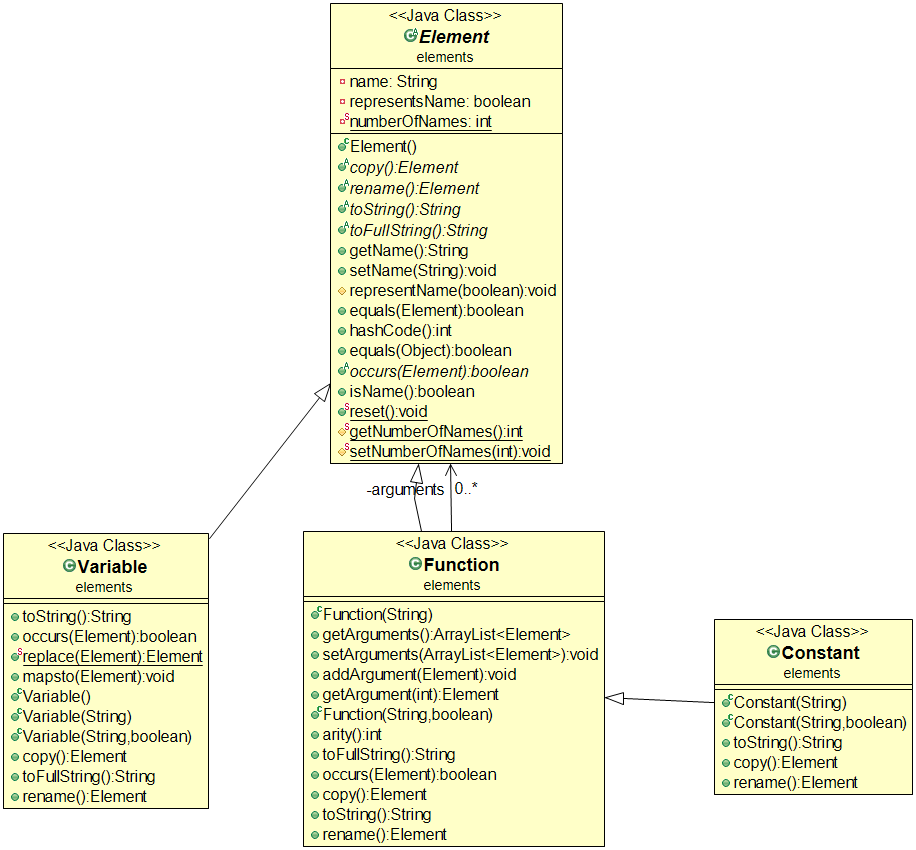 <<Java Class>>
Element
elements
name: String
representsName: boolean
numberOfNames: int
Element()
copy():Element
rename():Element
toString():String
toFullString():String
getName():String
setName(String):void
representName(boolean):void
equals(Element):boolean
hashCode():int
equals(Object):boolean
occurs(Element):boolean
isName():boolean
reset():void
getNumberOfNames():int
setNumberOfNames(int):void
-arguments 0..*
<<Java Class>>
Variable
elements
toString():String
occurs(Element):boolean
replace(Element):Element
mapsto(Element):void
Variable()
Variable(String)
Variable(String,boolean)
copy():Element
toFullString():String
rename():Element
<<Java Class>>
Function
elements
Function(String)
getArguments():ArrayList<Element>
setArguments(ArrayList<Element>):void
addArgument(Element):void
getArgument(int):Element
Function(String,boolean)
arity():int
toFullString():String
occurs(Element):boolean
copy():Element
toString():String
rename():Element
<<Java Class>>
Constant
elements
Constant(String)
Constant(String,boolean)
toString():String
copy():Element
rename():Element